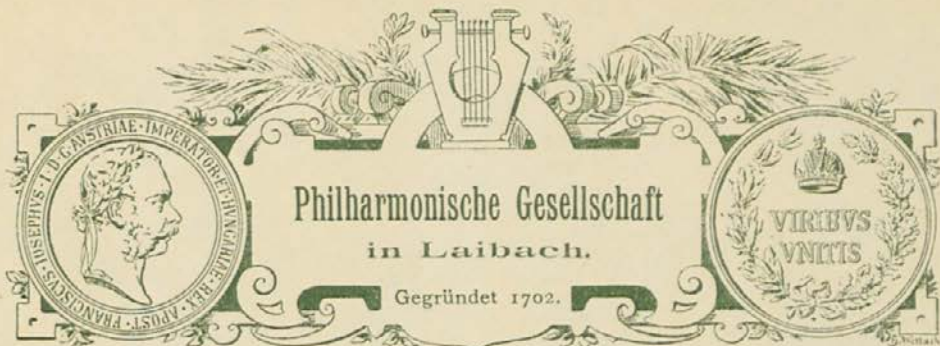 FRANCISCVS·IOSEPHVS·I·D·G·AVSTRIAE·IMPERATOR·ET·HVNGARIAE·REX·APOST·
Philharmonische Gesellschaft
in Laibach.
Gegründet 1702.
VIRIBVS
VNITIS